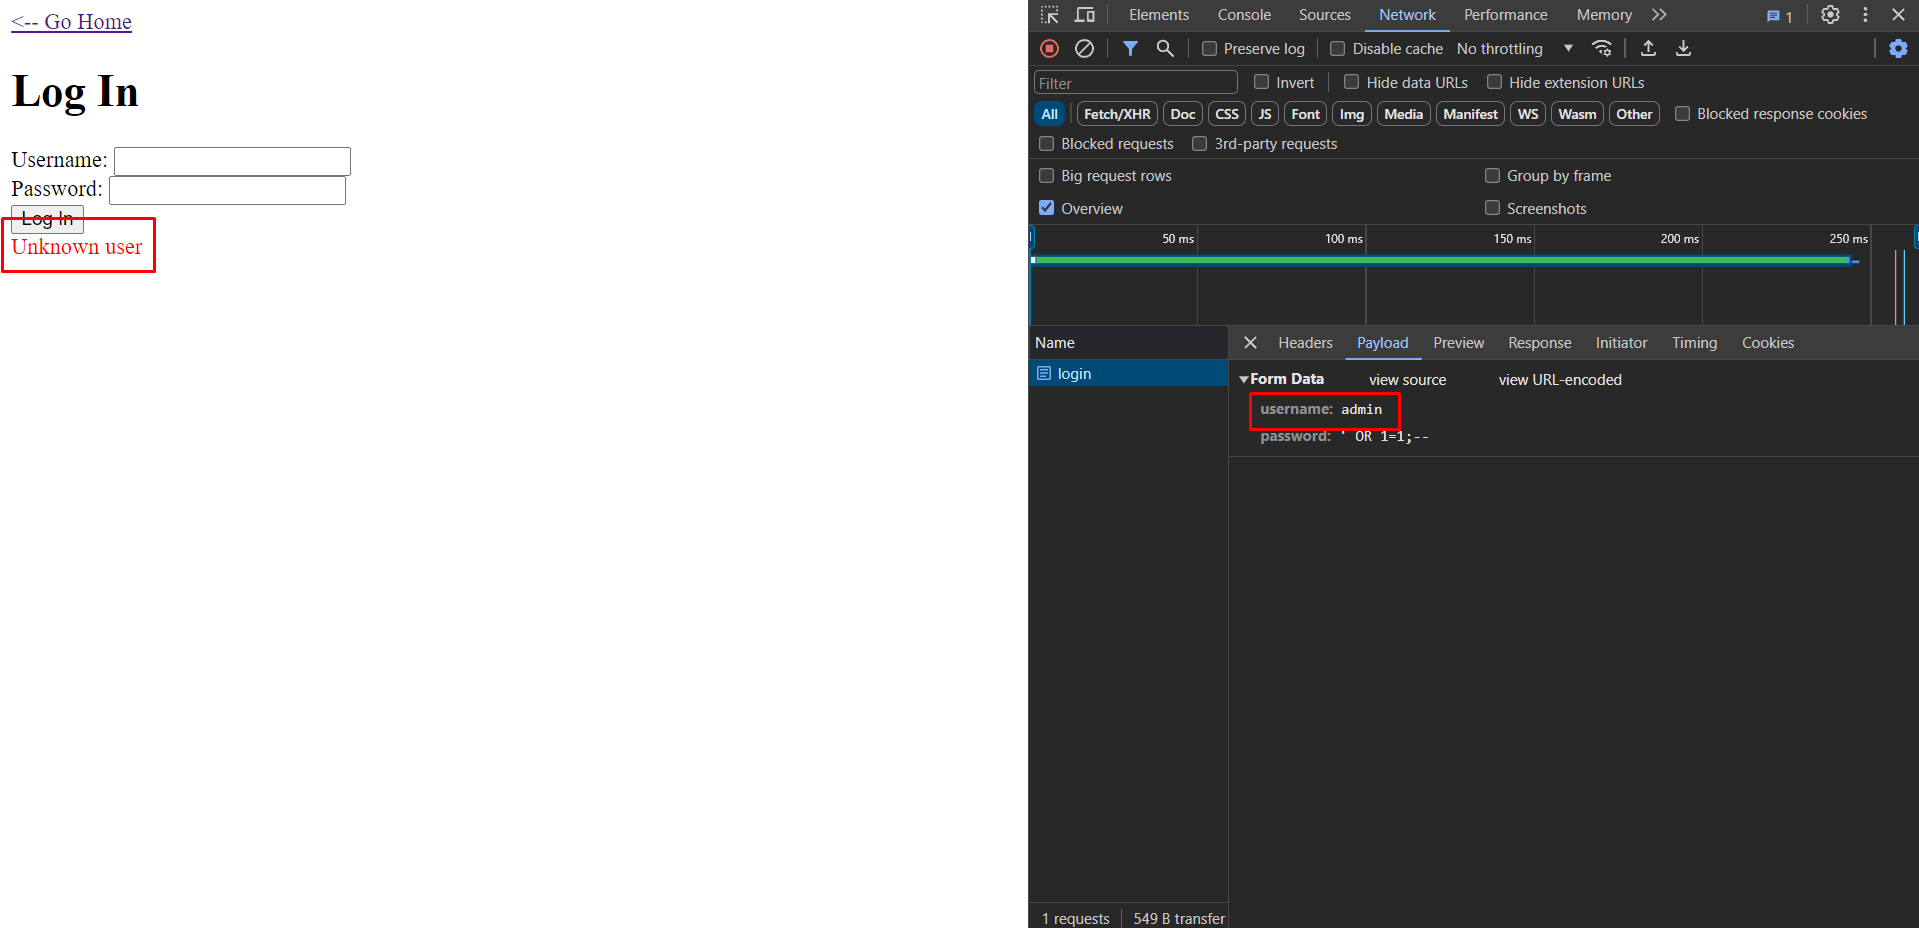 <-- Go Home
Log In
Username:
Password:
Log In
Unknown user
Elements Console Sources Network Performance Memory 1
Preserve log Disable cache No throttling
Filter Invert Hide data URLs Hide extension URLs
All Fetch/XHR Doc CSS JS Font Img Media Manifest WS Wasm Other Blocked response cookies
Blocked requests 3rd-party requests
Big request rows Group by frame
Overview Screenshots
50 ms 100 ms 150 ms 200 ms 250 ms
Name Headers Payload Preview Response Initiator Timing Cookies
login
Form Data view source view URL-encoded
username: admin
password: ' OR 1=1;--
1 requests 549 B transfer